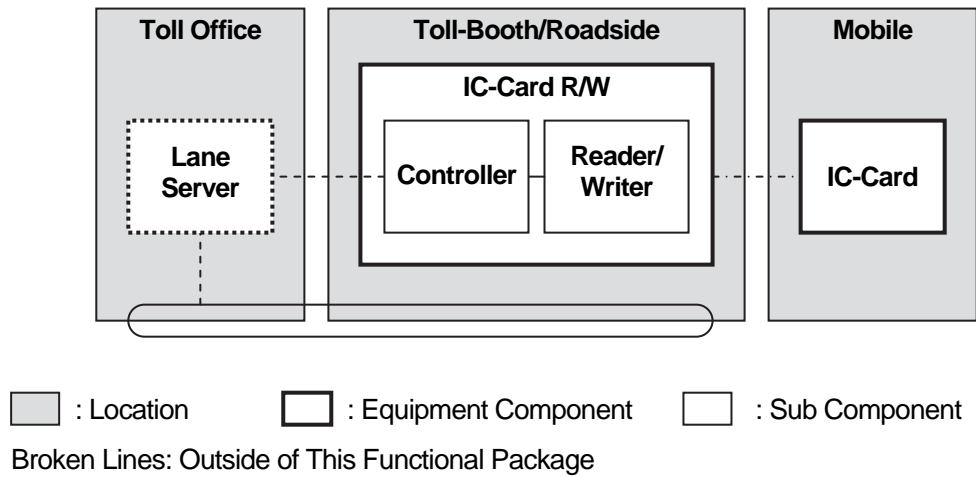 Toll Office
Toll-Booth/Roadside
Mobile
IC-Card R/W
Lane
Server
Controller
Reader/
Writer
IC-Card
: Location
: Equipment Component
: Sub Component
Broken Lines: Outside of This Functional Package